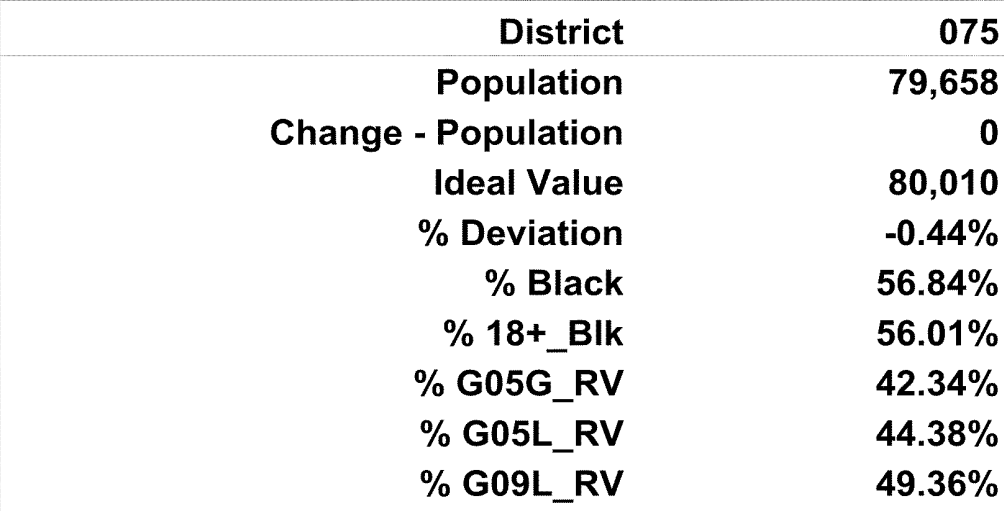 District 075
Population 79,658
Change - Population 0
Ideal Value 80,010
% Deviation -0.44%
% Black 56.84%
% 18+_Blk 56.01%
% G05G_RV 42.34%
% G05L_RV 44.38%
% G09L_RV 49.36%